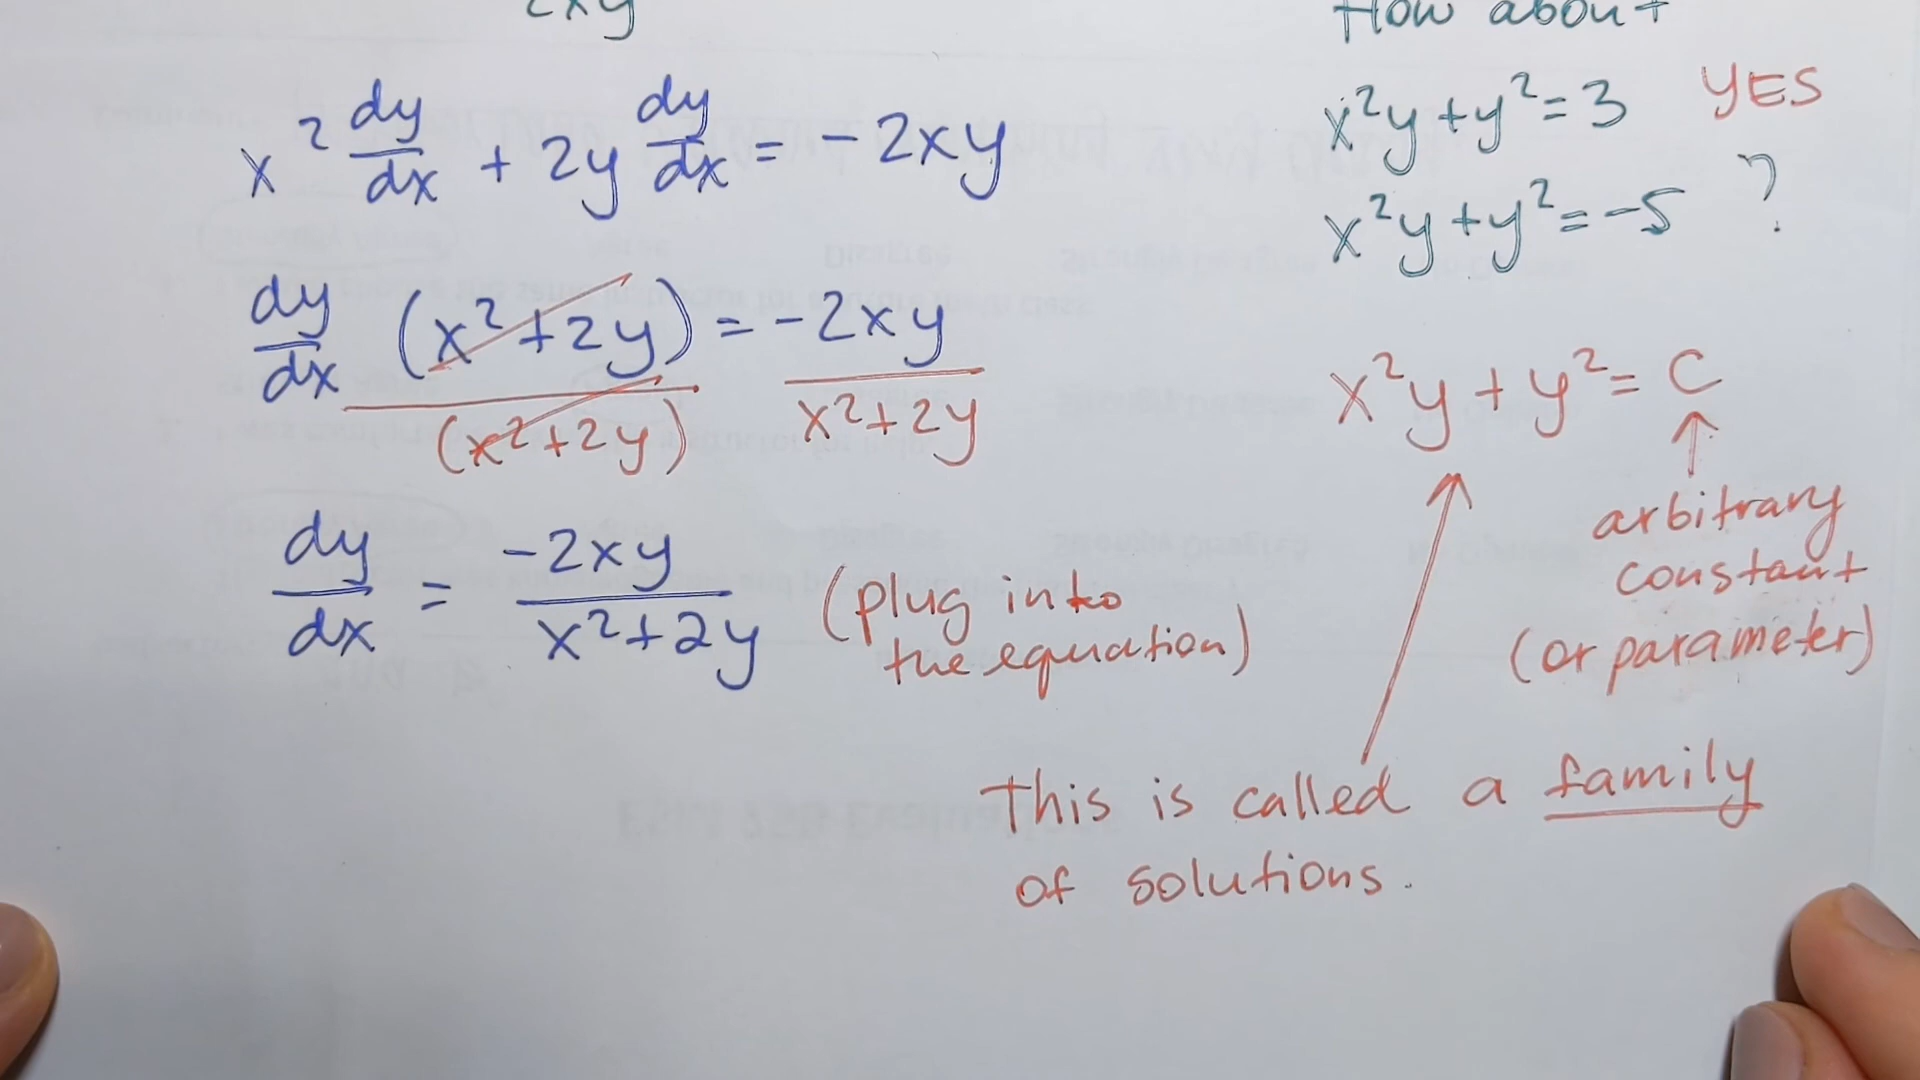 2xy
x² dy/dx + 2y dy/dx = -2xy
dy/dx (x²+2y) = -2xy
(x²+2y) x²+2y
dy/dx = -2xy / x²+2y (plug into
the equation)
How about
x²y+y²=3 YES
x²y+y²=-5 ?
x²y+y²=C
arbitrary
constant
(or parameter)
This is called a family
of solutions.